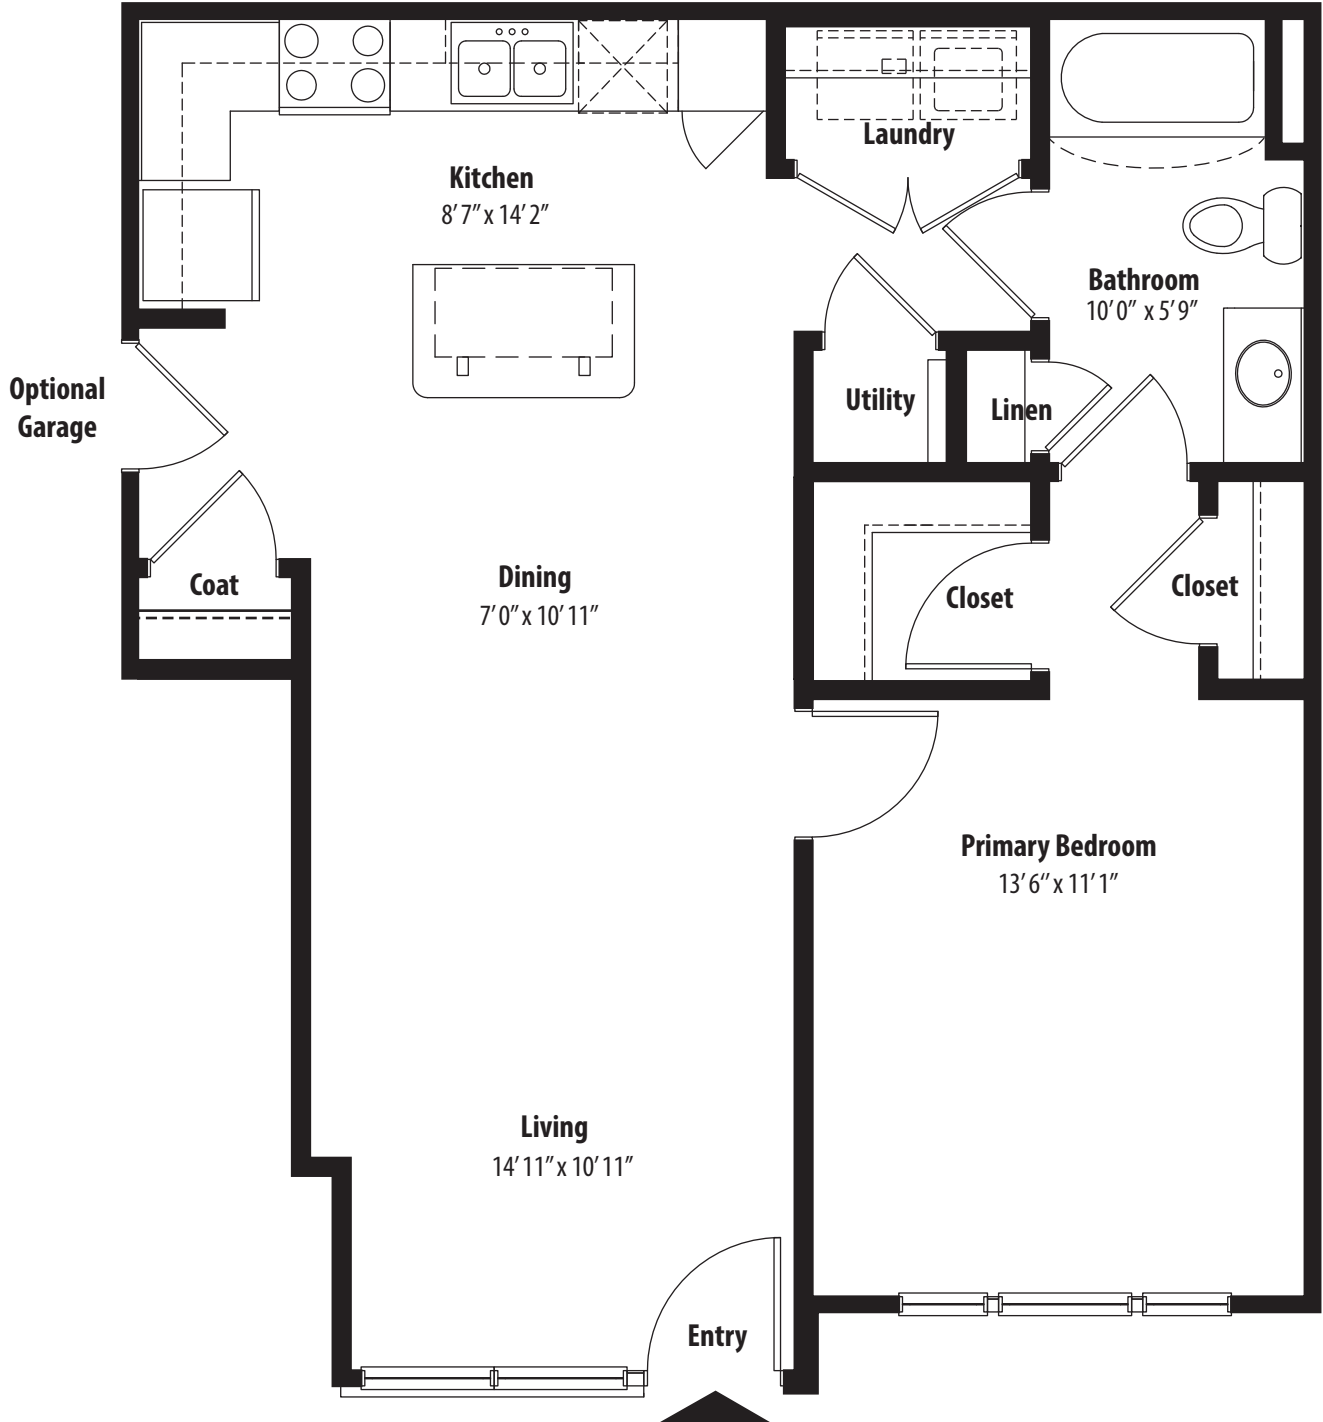 Laundry
Kitchen
8’7” x 14’2”
Bathroom
10’0” x 5’9”
Optional
Garage
Utility
Linen
Coat
Dining
7’0” x 10’11”
Closet
Closet
Primary Bedroom
13’6“ x 11’1”
Living
14’11” x 10’11”
Entry